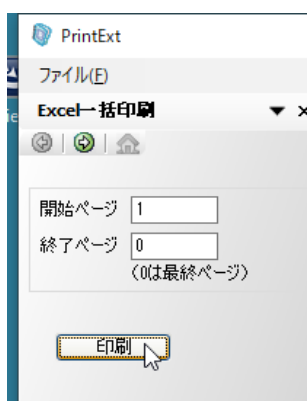 PrintExt
ファイル(F)
Excel一括印刷
開始ページ 1
終了ページ 0
(0は最終ページ)
印刷